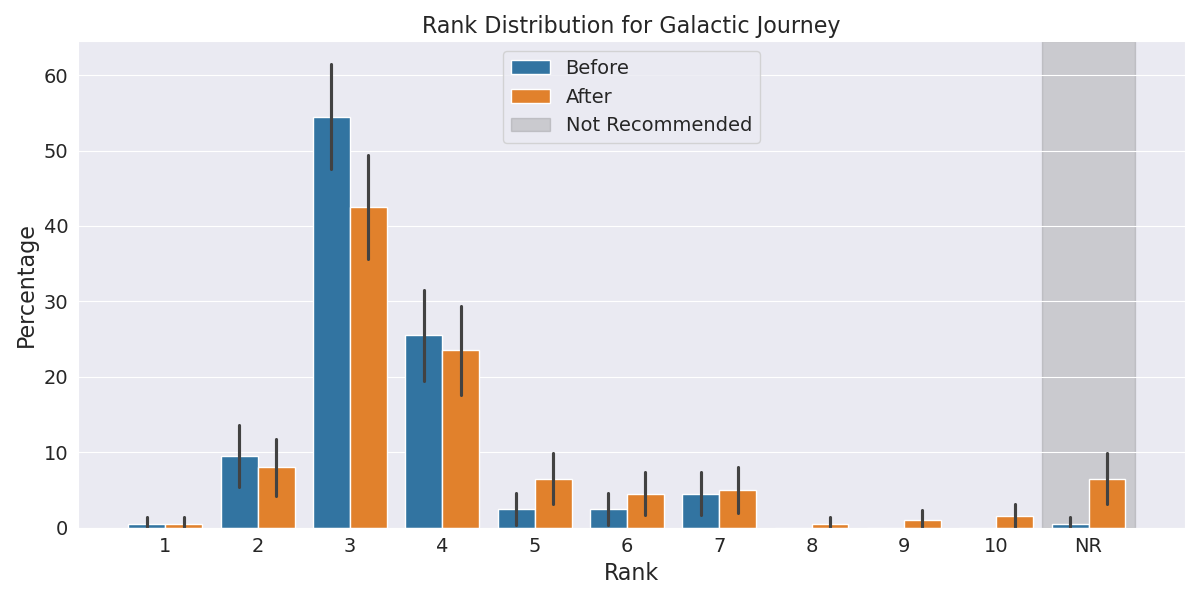 Rank Distribution for Galactic Journey
Before
After
Not Recommended
Percentage
60
50
40
30
20
10
0
1 2 3 4 5 6 7 8 9 10 NR
Rank